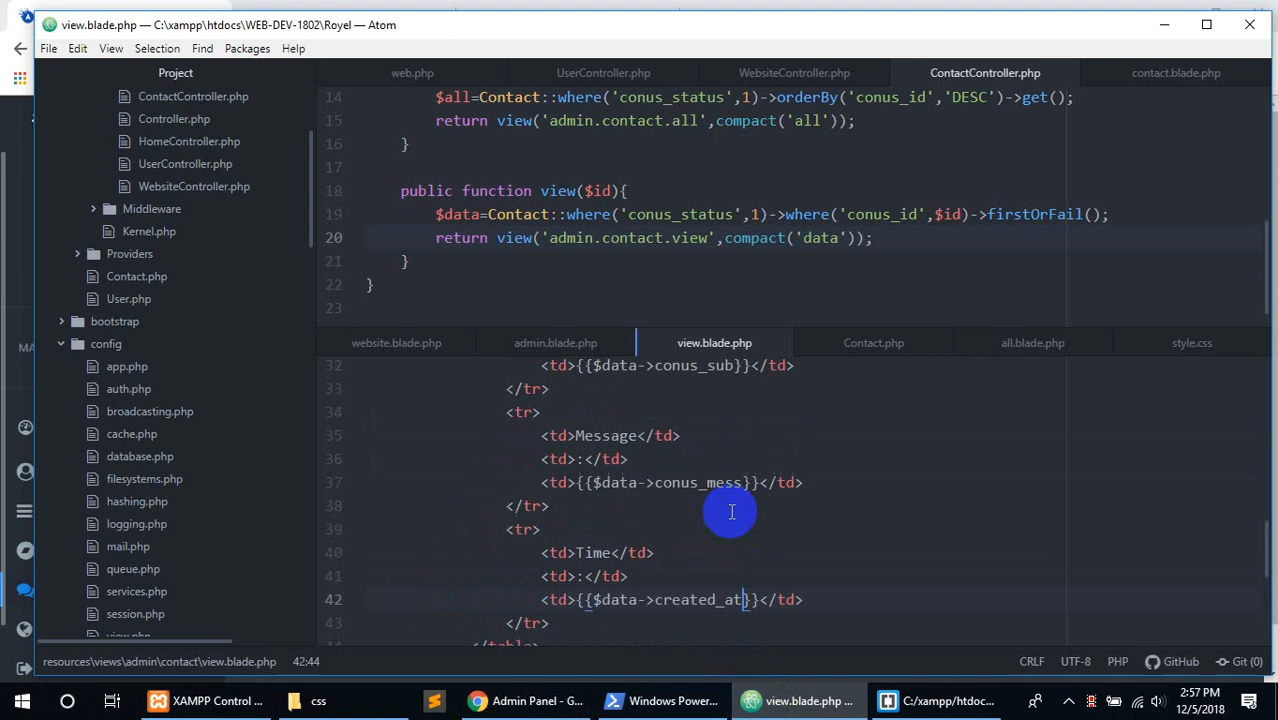 view.blade.php — C:\xampp\htdocs\WEB-DEV-1802\Royel — Atom
File Edit View Selection Find Packages Help
Project
ContactController.php
Controller.php
HomeController.php
UserController.php
WebsiteController.php
Middleware
Kernel.php
Providers
Contact.php
User.php
bootstrap
config
app.php
auth.php
broadcasting.php
cache.php
database.php
filesystems.php
hashing.php
logging.php
mail.php
queue.php
services.php
session.php
view.php
web.php UserController.php WebsiteController.php ContactController.php contact.blade.php
14 $all=Contact::where('conus_status',1)->orderBy('conus_id','DESC')->get();
15 return view('admin.contact.all',compact('all'));
16 }
17
18 public function view($id){
19 $data=Contact::where('conus_status',1)->where('conus_id',$id)->firstOrFail();
20 return view('admin.contact.view',compact('data'));
21 }
22 }
23
website.blade.php admin.blade.php view.blade.php Contact.php all.blade.php style.css
32 <td>{{$data->conus_sub}}</td>
33 </tr>
34 <tr>
35 <td>Message</td>
36 <td>:</td>
37 <td>{{$data->conus_mess}}</td>
38 </tr>
39 <tr>
40 <td>Time</td>
41 <td>:</td>
42 <td>{{$data->created_at}}</td>
43 </tr>
44 </table>
resources\views\admin\contact\view.blade.php 42:44 CRLF UTF-8 PHP GitHub Git (0)
XAMPP Control ... css Admin Panel - G... Windows Power... view.blade.php ... C:/xampp/htdoc...
2:57 PM
12/5/2018